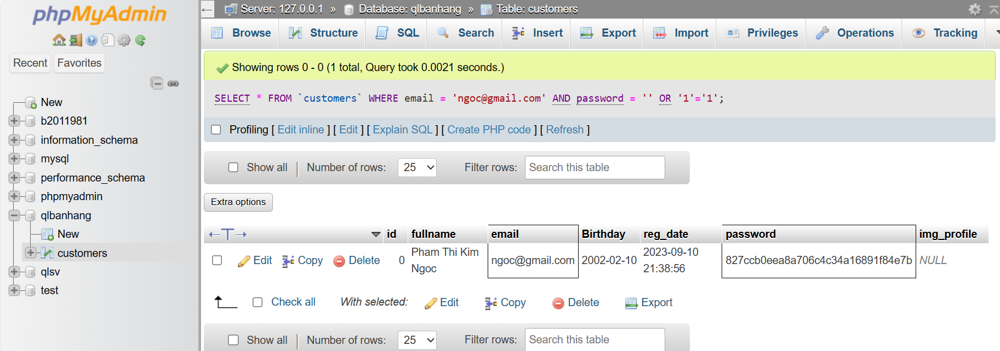 phpMyAdmin
Recent
Favorites
New
b2011981
information_schema
mysql
performance_schema
phpmyadmin
qlbanhang
New
customers
qlsv
test
Server: 127.0.0.1 » Database: qlbanhang » Table: customers
Browse Structure SQL Search Insert Export Import Privileges Operations Tracking
Showing rows 0 - 0 (1 total, Query took 0.0021 seconds.)
SELECT * FROM `customers` WHERE email = 'ngoc@gmail.com' AND password = '' OR '1'='1';
Profiling [ Edit inline ] [ Edit ] [ Explain SQL ] [ Create PHP code ] [ Refresh ]
Show all Number of rows: 25 Filter rows: Search this table
Extra options
id fullname email Birthday reg_date password img_profile
Edit Copy Delete 0 Pham Thi Kim Ngoc ngoc@gmail.com 2002-02-10 2023-09-10 21:38:56 827ccb0eea8a706c4c34a16891f84e7b NULL
Check all With selected: Edit Copy Delete Export
Show all Number of rows: 25 Filter rows: Search this table